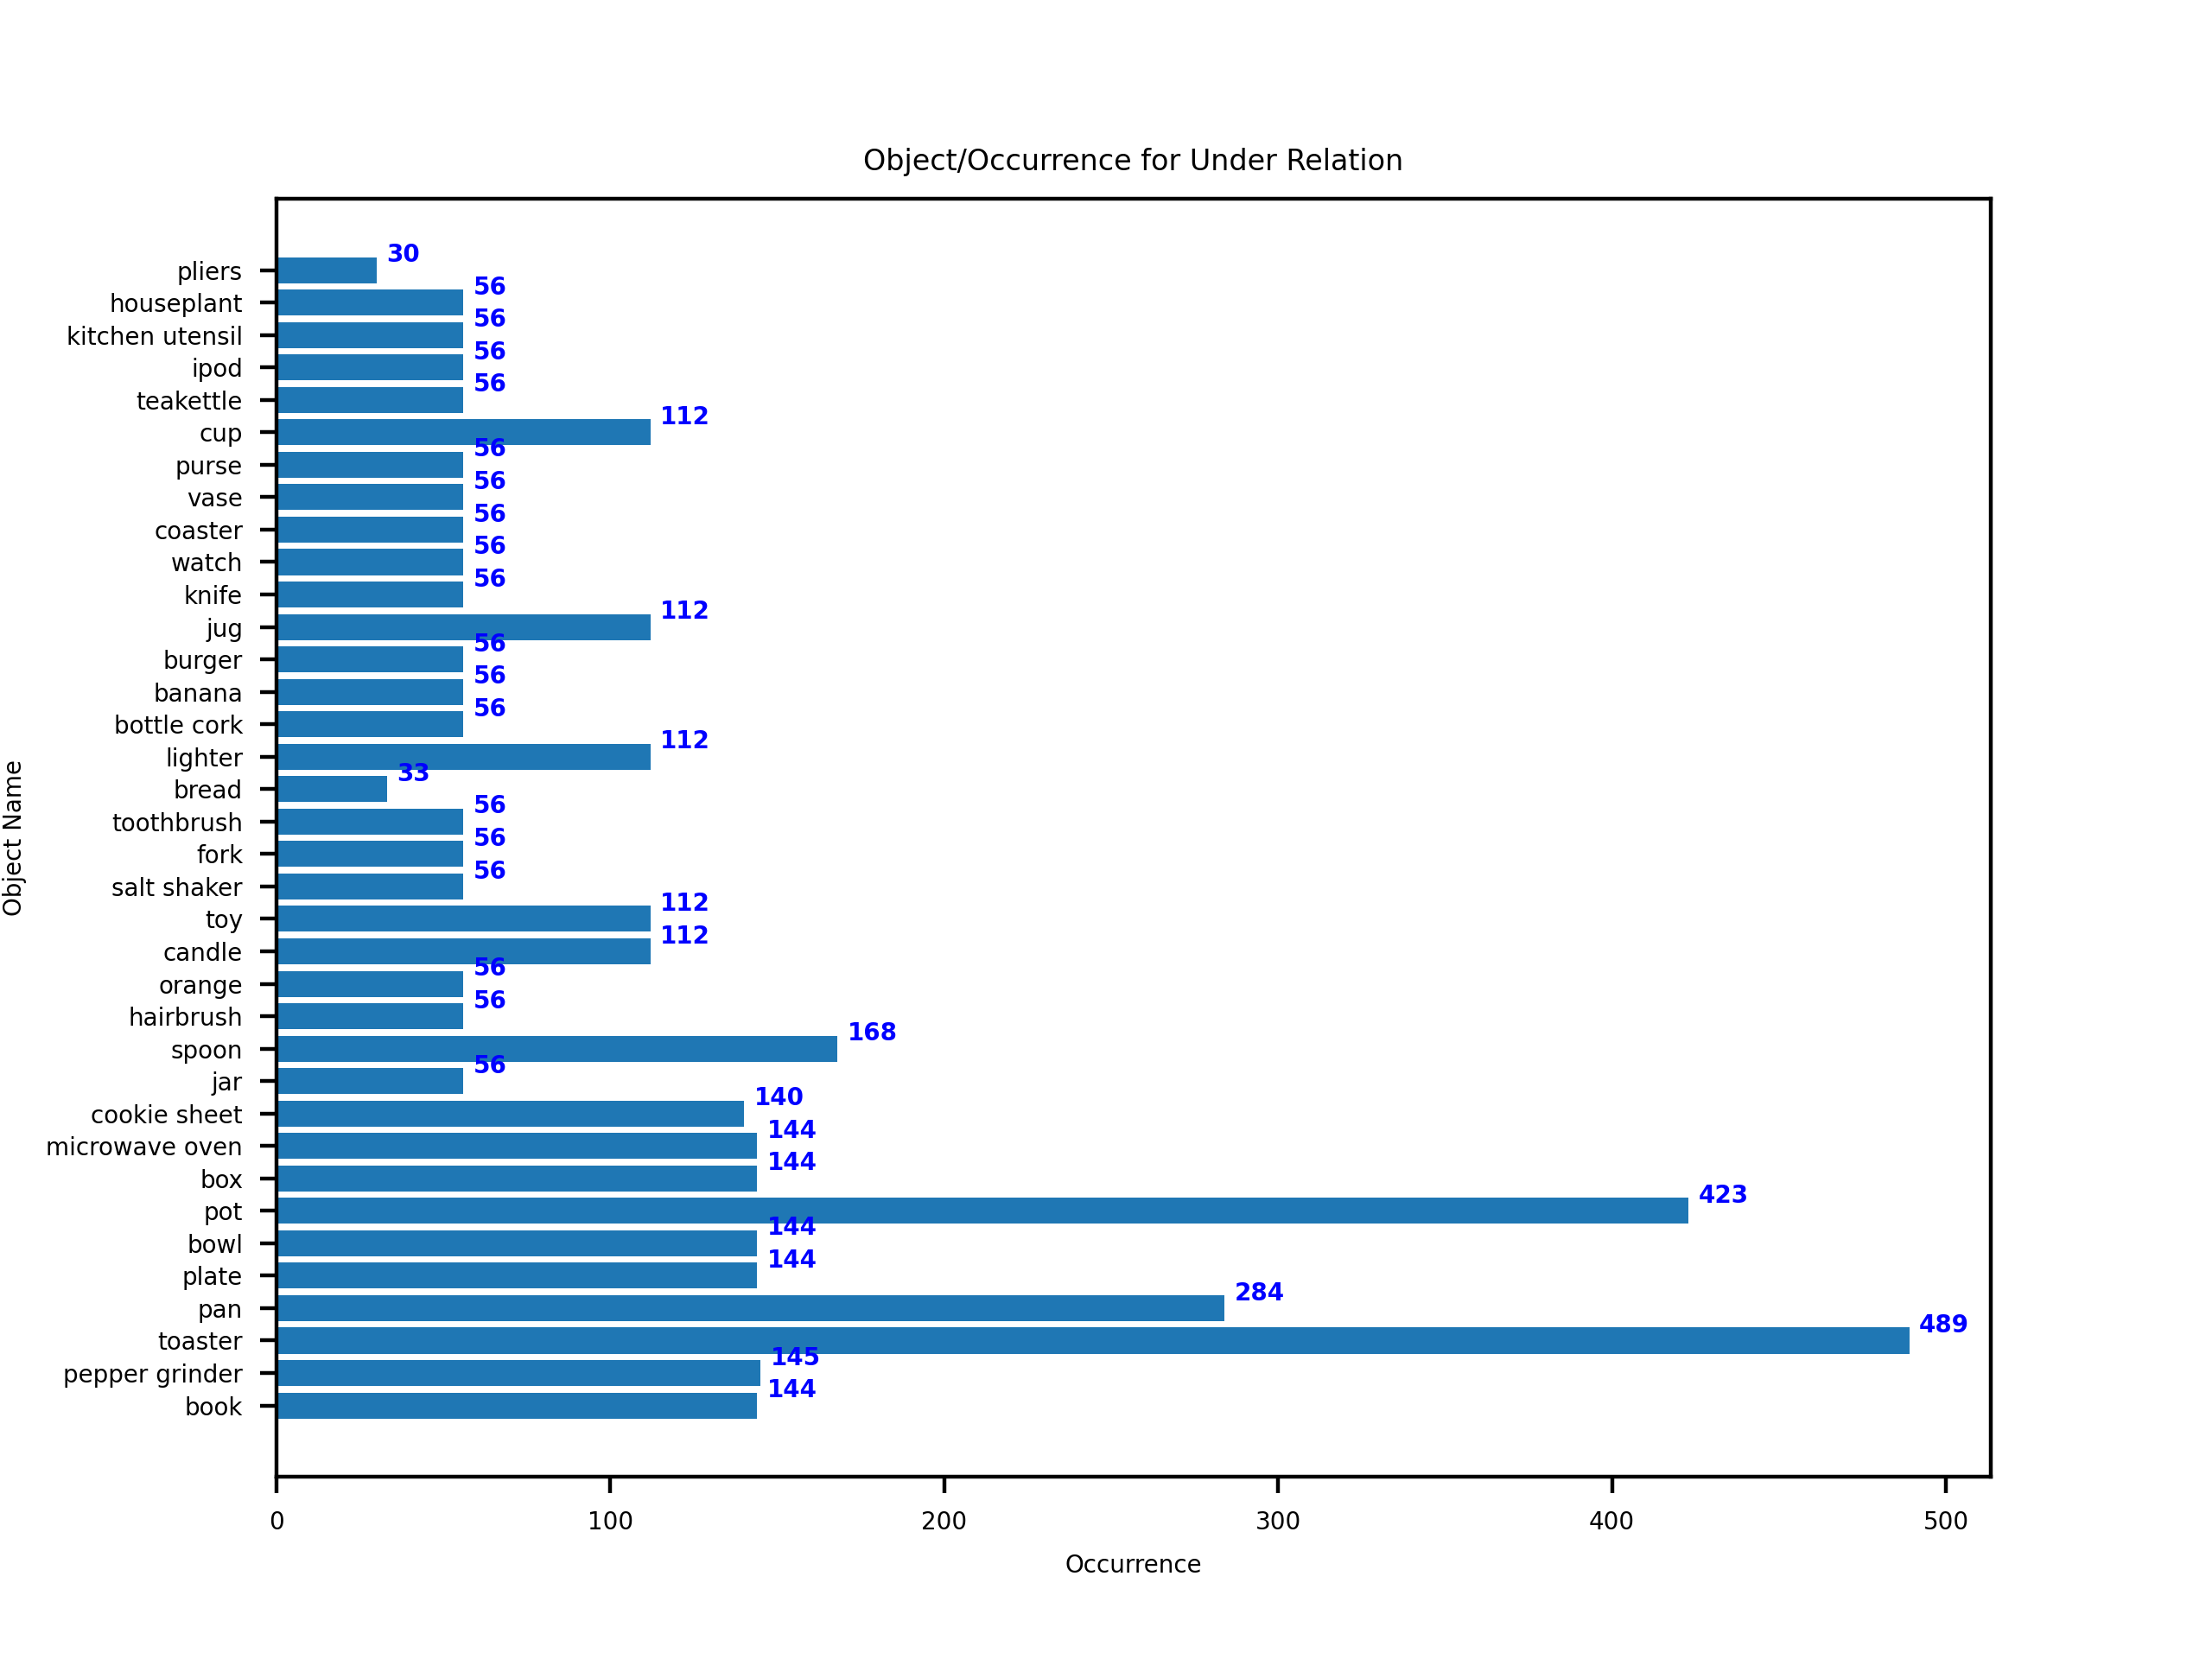 Object/Occurrence for Under Relation
pliers 30
houseplant 56
kitchen utensil 56
ipod 56
teakettle 56
cup 112
purse 56
vase 56
coaster 56
watch 56
knife 56
jug 112
burger 56
banana 56
bottle cork 56
lighter 112
bread 33
toothbrush 56
fork 56
salt shaker 56
toy 112
candle 112
orange 56
hairbrush 56
spoon 168
jar 56
cookie sheet 140
microwave oven 144
box 144
pot 423
bowl 144
plate 144
pan 284
toaster 489
pepper grinder 145
book 144
Object Name
0 100 200 300 400 500
Occurrence